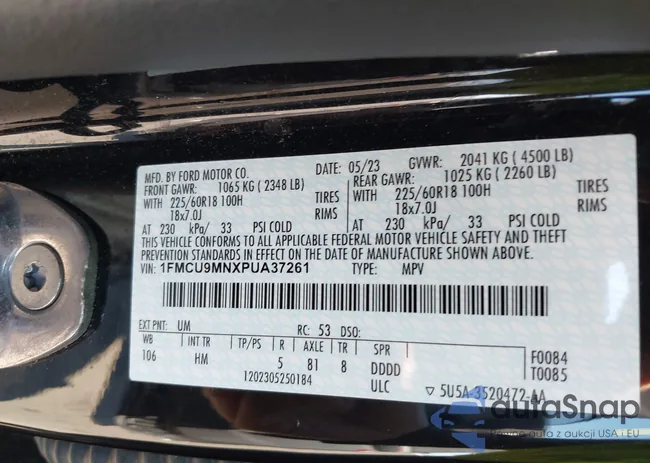 MFD. BY FORD MOTOR CO. DATE: 05/23 GVWR: 2041 KG ( 4500 LB)
FRONT GAWR: 1065 KG ( 2348 LB) REAR GAWR: 1025 KG ( 2260 LB)
WITH 225/60R18 100H TIRES WITH 225/60R18 100H TIRES
18x7.0J RIMS 18x7.0J RIMS
AT 230 kPa/ 33 PSI COLD AT 230 kPa/ 33 PSI COLD
THIS VEHICLE CONFORMS TO ALL APPLICABLE FEDERAL MOTOR VEHICLE SAFETY AND THEFT
PREVENTION STANDARDS IN EFFECT ON THE DATE OF MANUFACTURE SHOWN ABOVE.
VIN: 1FMCU9MNXPUA37261 TYPE: MPV
EXT PNT: UM RC: 53 DSO:
WB INT TR TP/PS R AXLE TR SPR
106 HM 5 81 8 DDDD F0084
1202305250184 ULC T0085
▽ 5U5A-3520472-AA
autoSnap
auta z aukcji USA i EU